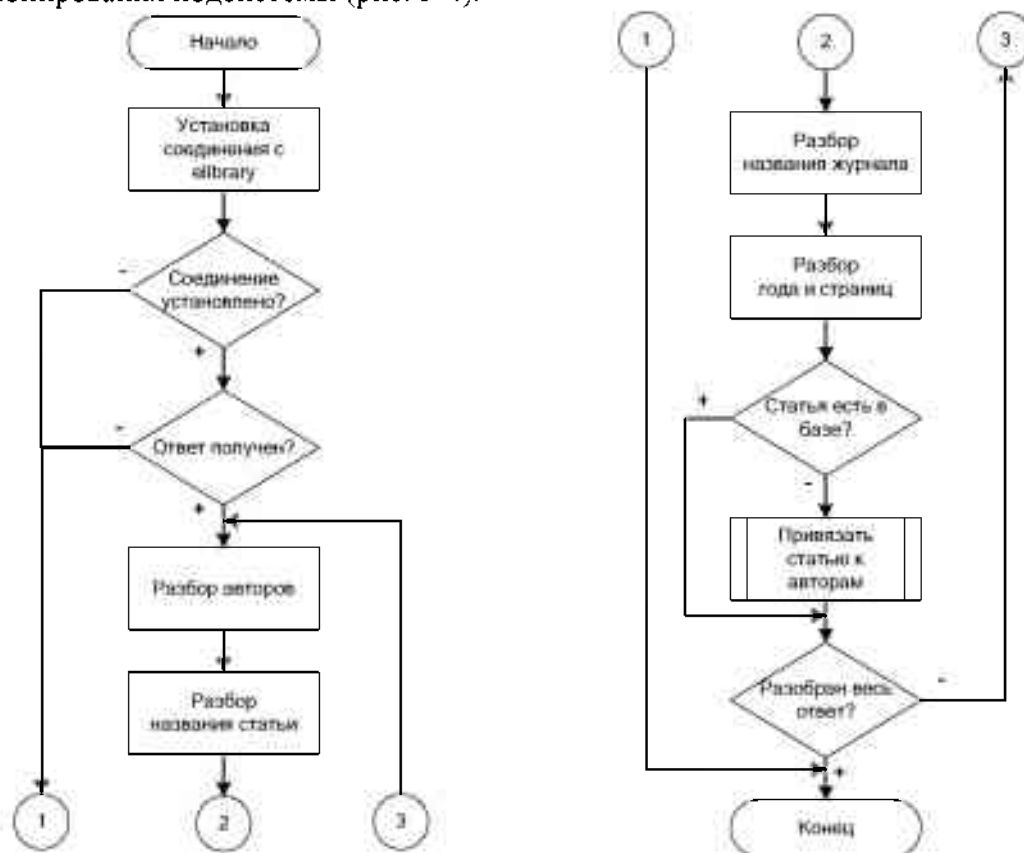 Начало
Установка
соединения с
elibrary
-
Соединение
установлено?
+
-
Ответ получен?
+
Разбор авторов
Разбор
названия статьи
1
2
3
1
2
3
Разбор
названия журнала
Разбор
года и страниц
+
Статья есть в
базе?
-
Привязать
статью к
авторам
Разобран весь
ответ?
-
+
Конец